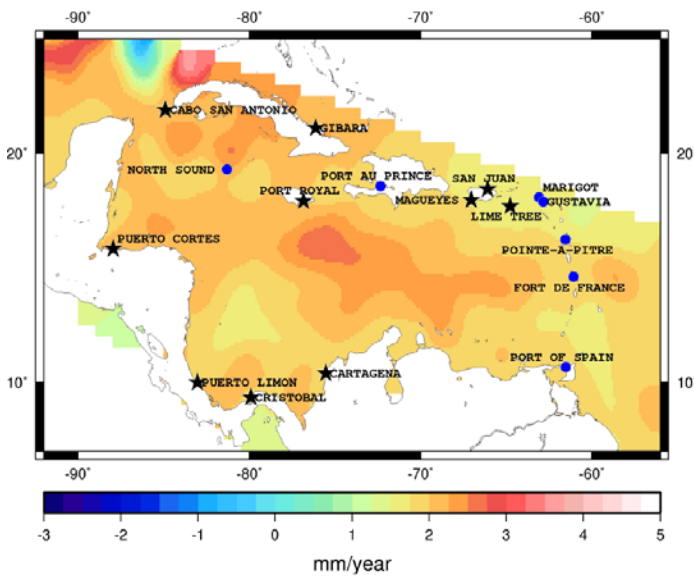 -90° -80° -70° -60°
CABO SAN ANTONIO
GIBARA
20° 20°
NORTH SOUND
PORT AU PRINCE
SAN JUAN
MARIGOT
PORT ROYAL
MAGUEYES
GUSTAVIA
LIME TREE
PUERTO CORTES
POINTE-A-PITRE
FORT DE FRANCE
PORT OF SPAIN
10° 10°
PUERTO LIMON
CARTAGENA
CRISTOBAL
-90° -80° -70° -60°
-3 -2 -1 0 1 2 3 4 5
mm/year